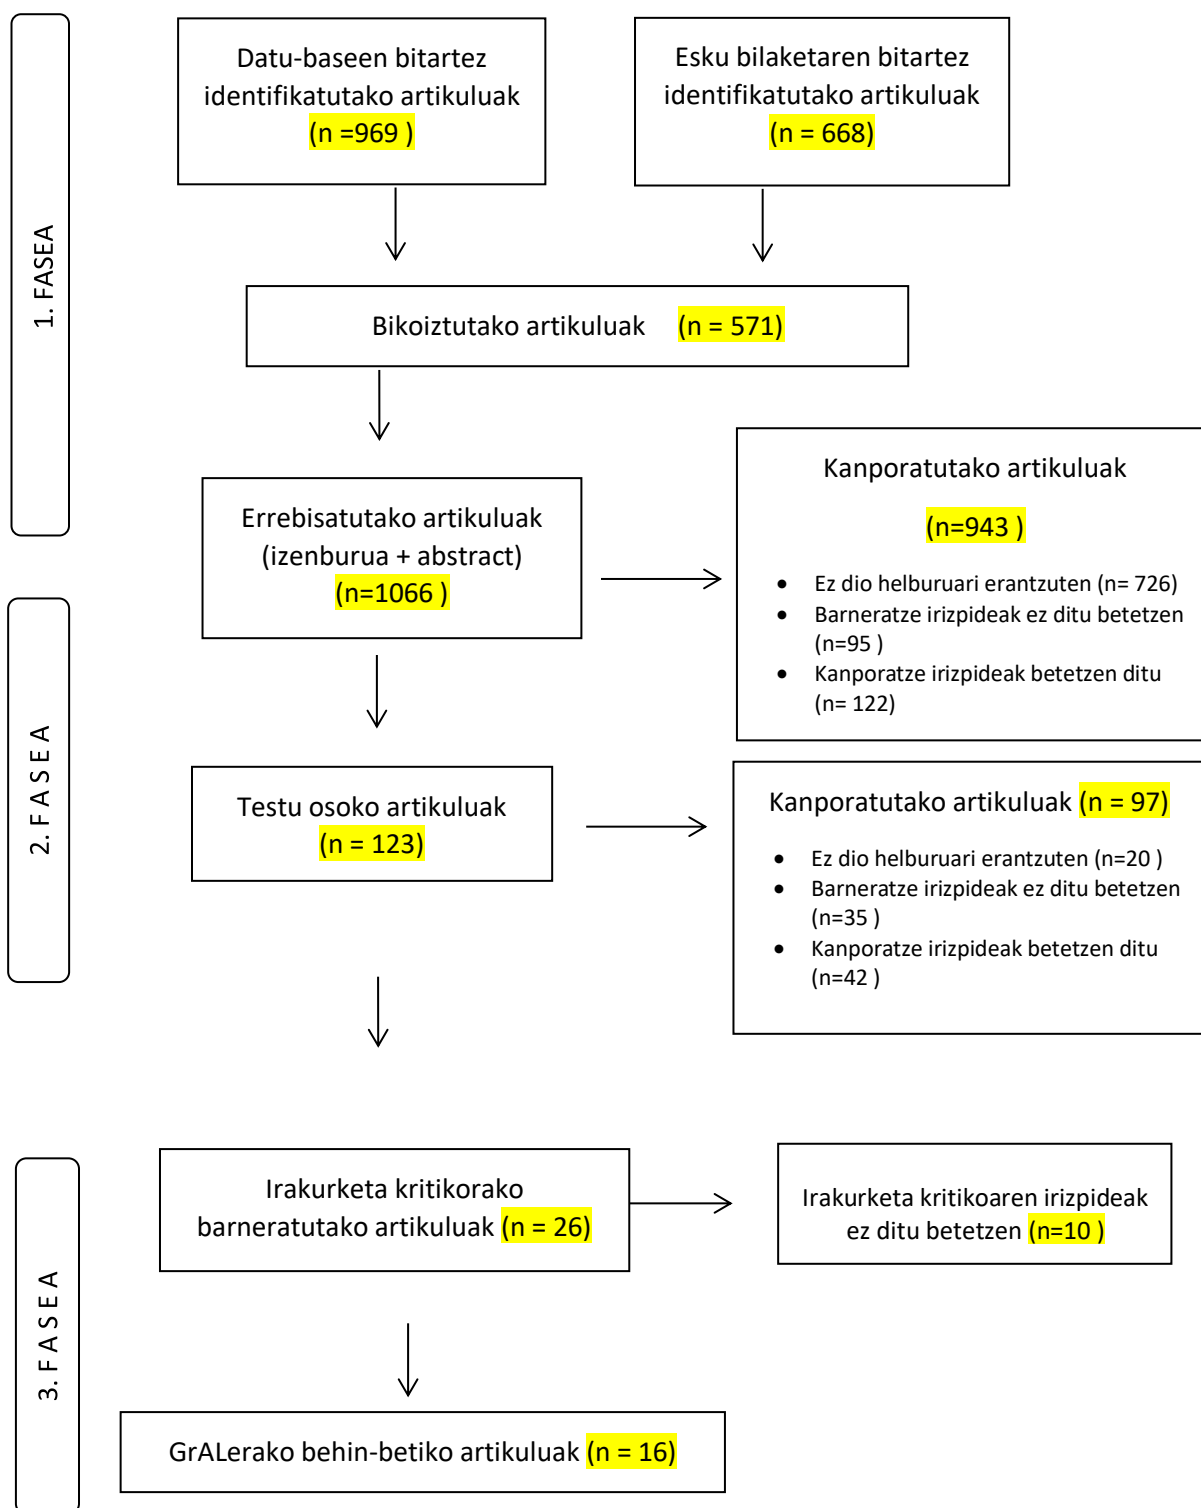 1. FASEA
Datu-baseen bitartez
identifikatutako artikuluak
(n =969 )
Esku bilaketaren bitartez
identifikatutako artikuluak
(n = 668)
Bikoiztutako artikuluak (n = 571)
Errebisatutako artikuluak
(izenburua + abstract)
(n=1066 )
Kanporatutako artikuluak
(n=943 )
• Ez dio helburuari erantzuten (n= 726)
• Barneratze irizpideak ez ditu betetzen
(n=95 )
• Kanporatze irizpideak betetzen ditu
(n= 122)
2. F A S E A
Testu osoko artikuluak
(n = 123)
Kanporatutako artikuluak (n = 97)
• Ez dio helburuari erantzuten (n=20 )
• Barneratze irizpideak ez ditu betetzen
(n=35 )
• Kanporatze irizpideak betetzen ditu
(n=42 )
3. F A S E A
Irakurketa kritikorako
barneratutako artikuluak (n = 26)
Irakurketa kritikoaren irizpideak
ez ditu betetzen (n=10 )
GrALerako behin-betiko artikuluak (n = 16)